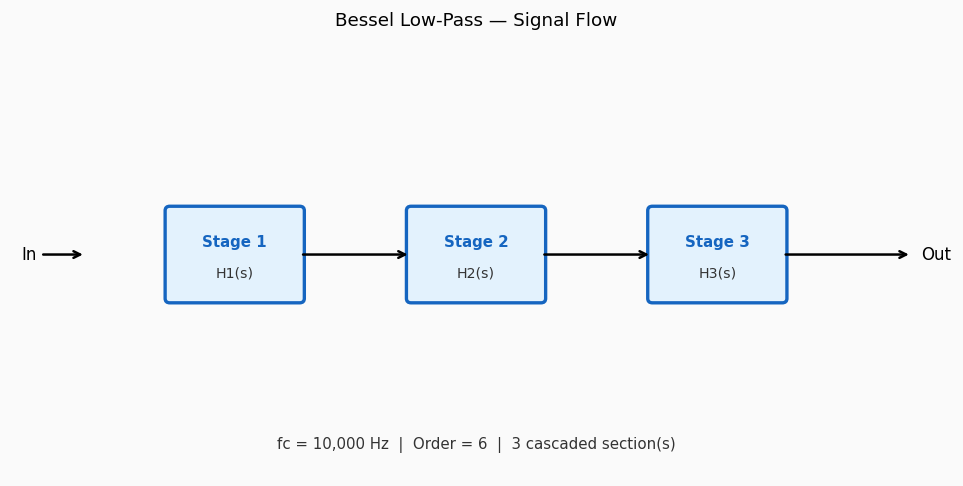 Bessel Low-Pass — Signal Flow
In
Stage 1
H1(s)
Stage 2
H2(s)
Stage 3
H3(s)
Out
fc = 10,000 Hz | Order = 6 | 3 cascaded section(s)